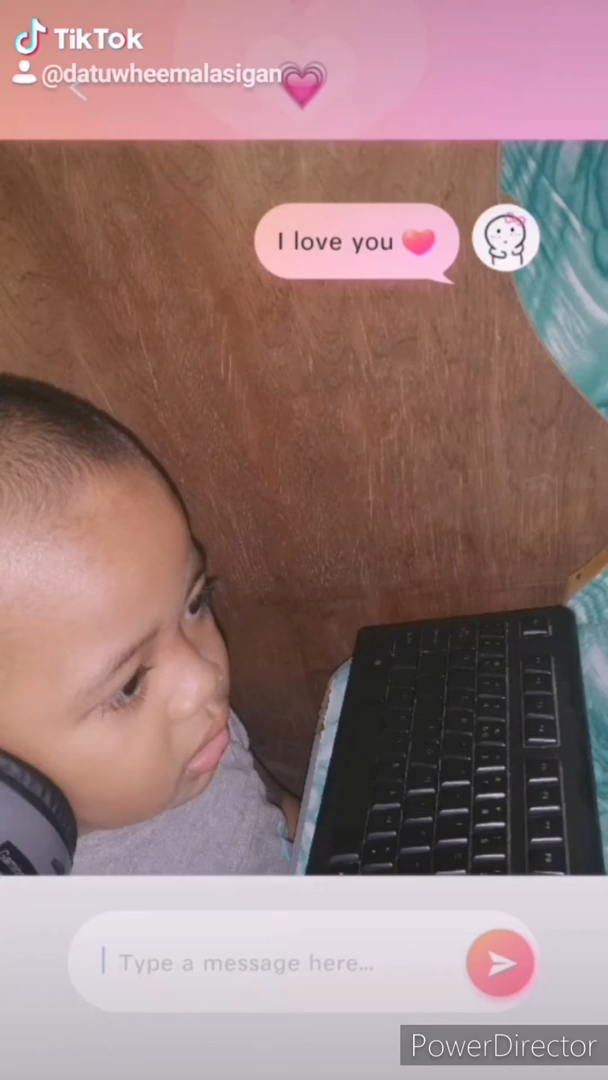 TikTok
@datuwheemalasigan
I love you
Type a message here...
PowerDirector